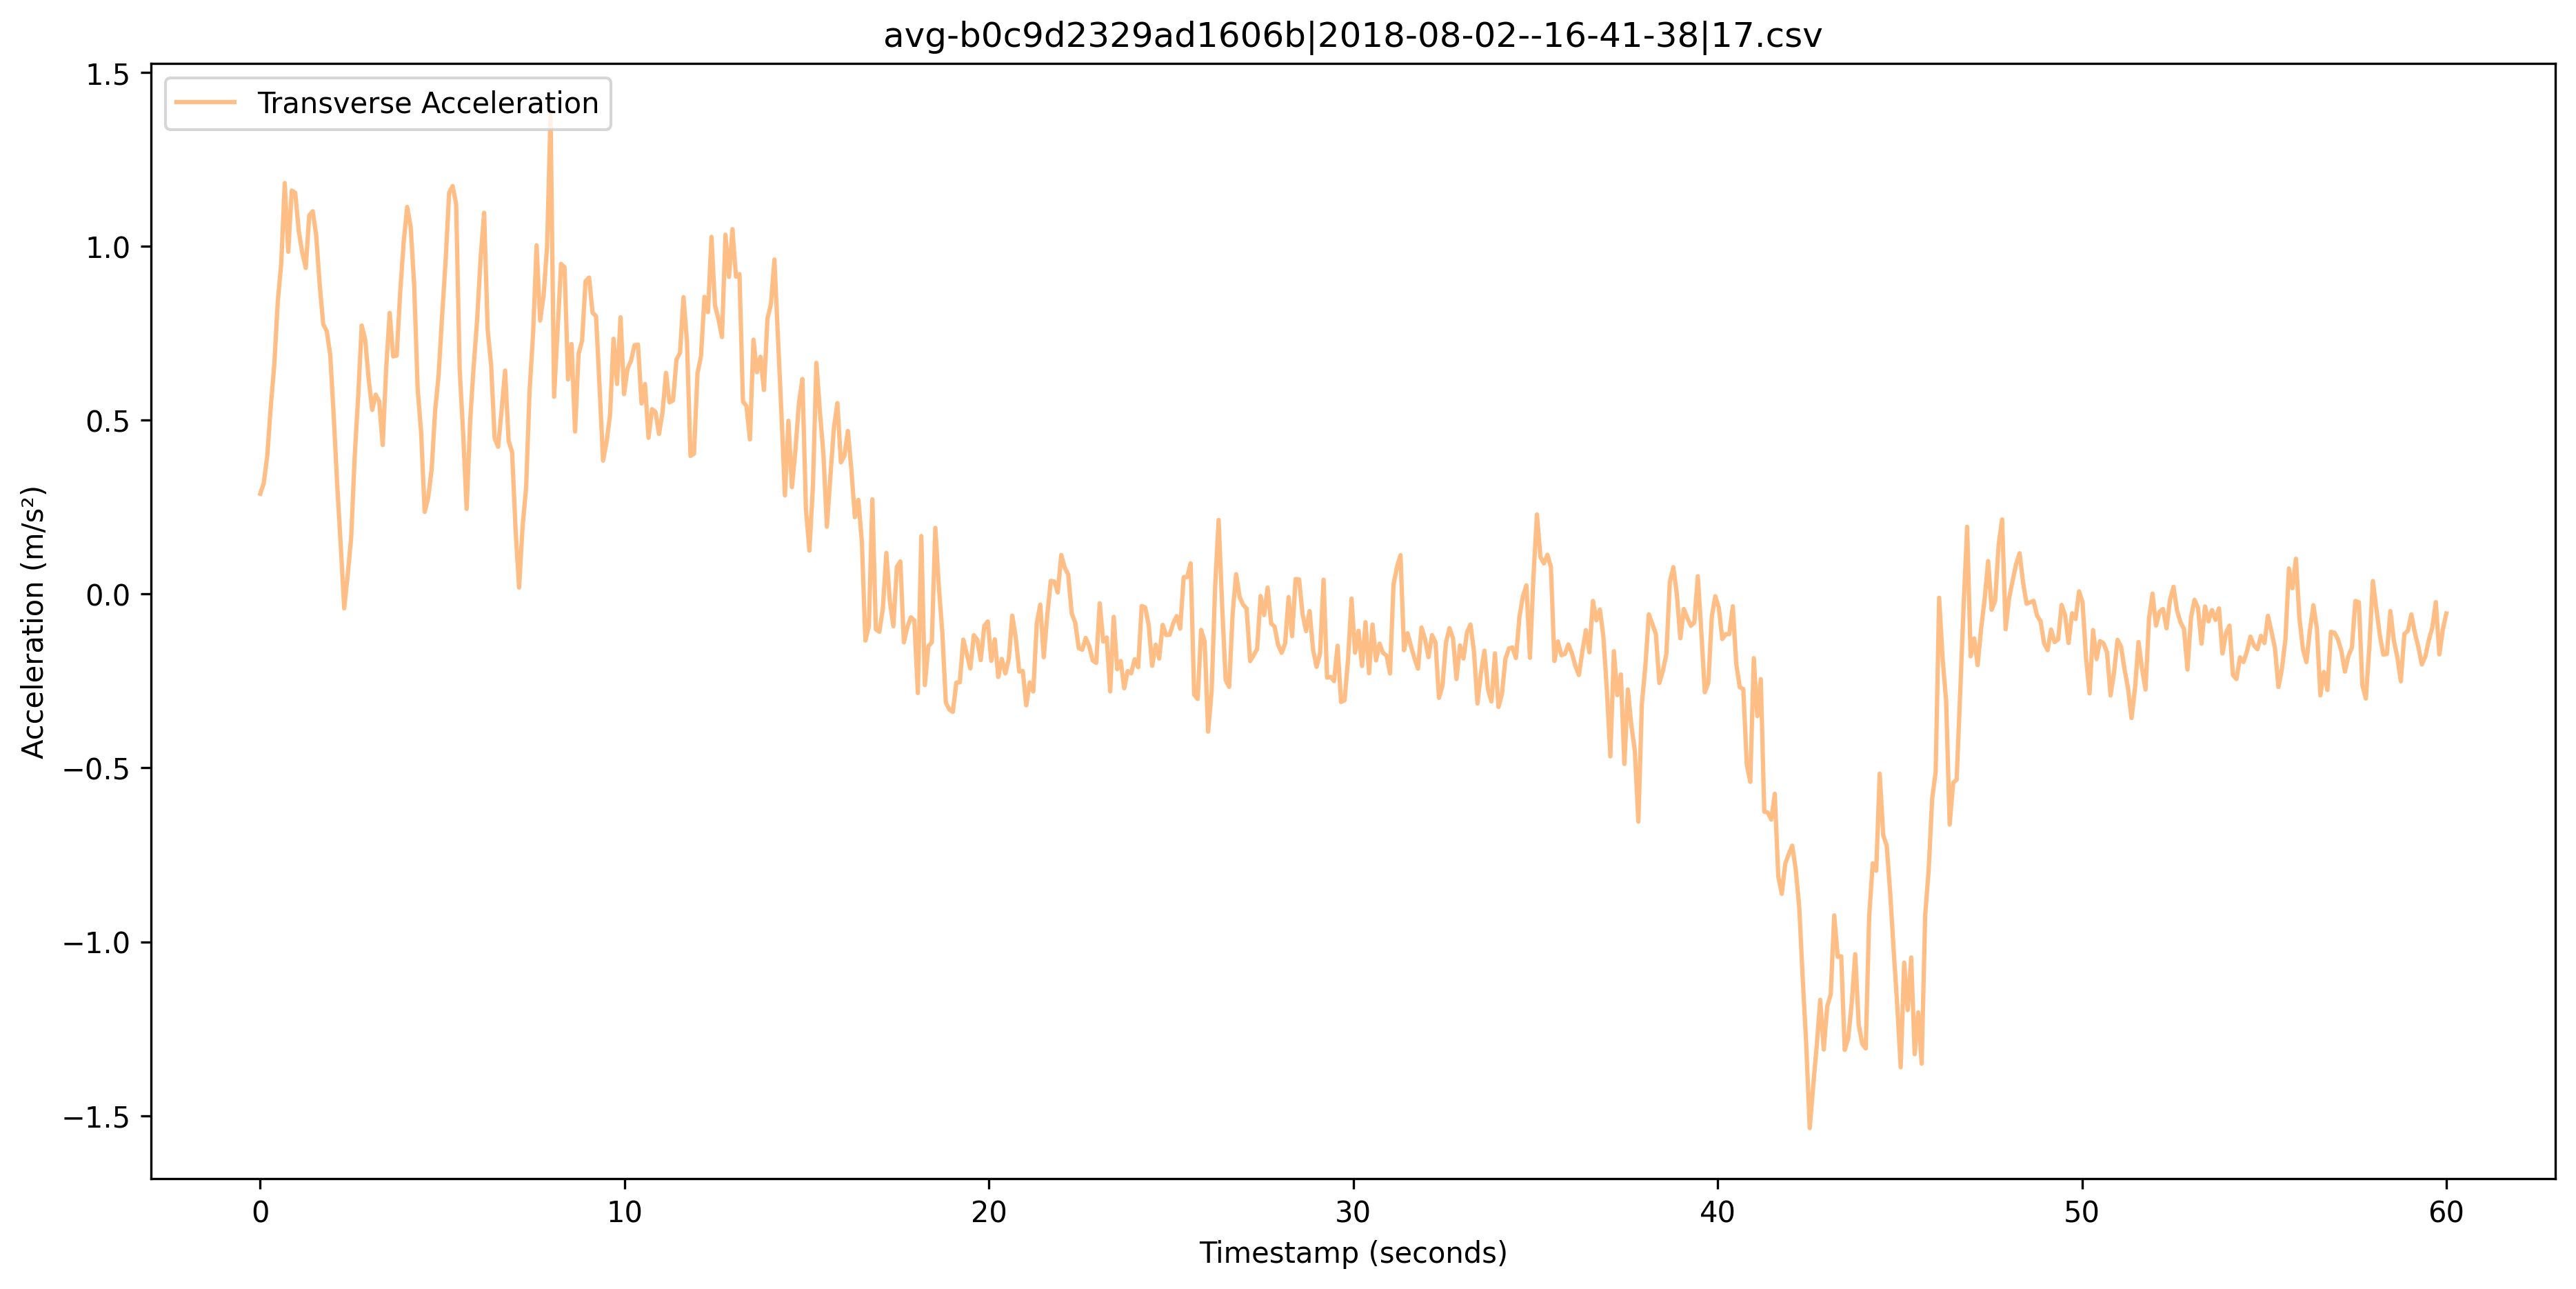 avg-b0c9d2329ad1606b|2018-08-02--16-41-38|17.csv
Transverse Acceleration
Acceleration (m/s²)
1.5
1.0
0.5
0.0
−0.5
−1.0
−1.5
0 10 20 30 40 50 60
Timestamp (seconds)